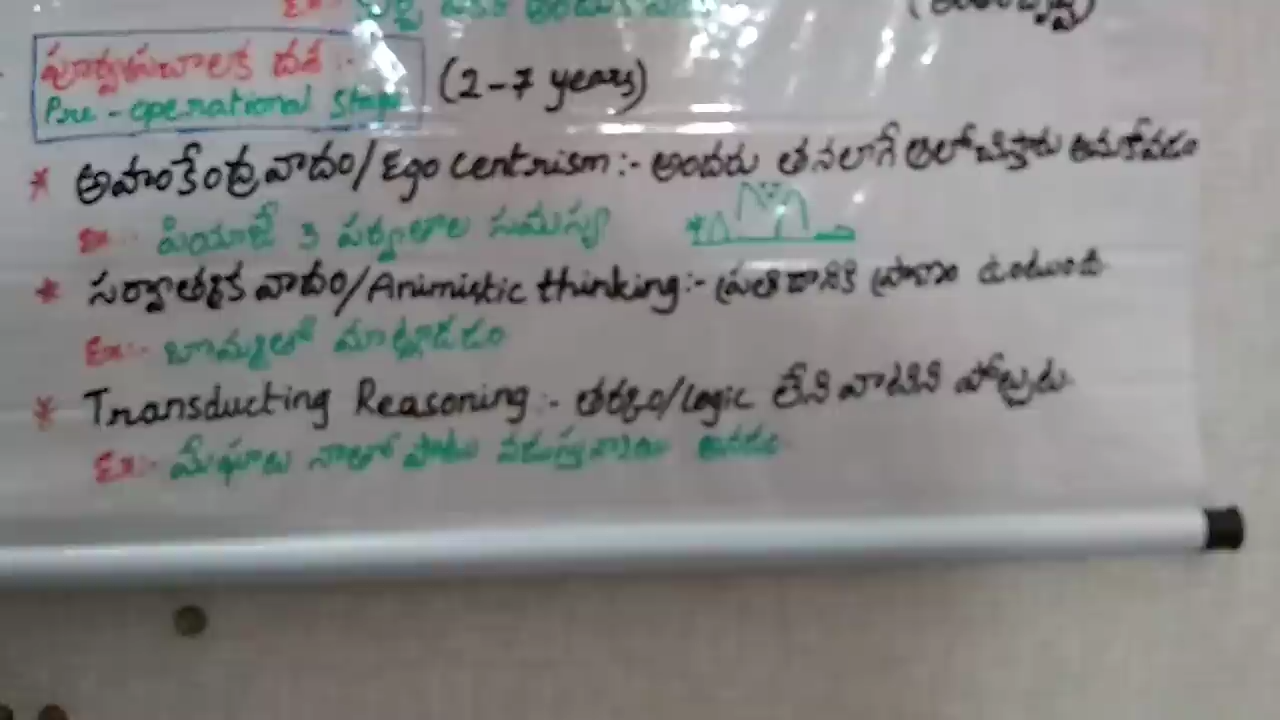 Ex:-
పూర్వప్రచాలక దశ :-
Pre-operational Stage (2-7 years)
* అహంకేంద్ర వాదం/Ego centrism:- అందరు తనలాగే ఆలోచిస్తారు అనుకోవడం
Ex:- పియాజే 3 పర్వతాల సమస్య
* సర్వాత్మక వాదం/Animistic thinking:- ప్రతిదానికి ప్రాణం ఉంటుంది
Ex:- బొమ్మలతో మాట్లాడడం
* Transducting Reasoning :- తర్కం/logic లేని వాటిని పోల్చుడు
Ex:- మేఘాలు నాతో పాటు వస్తున్నాయి అనడం